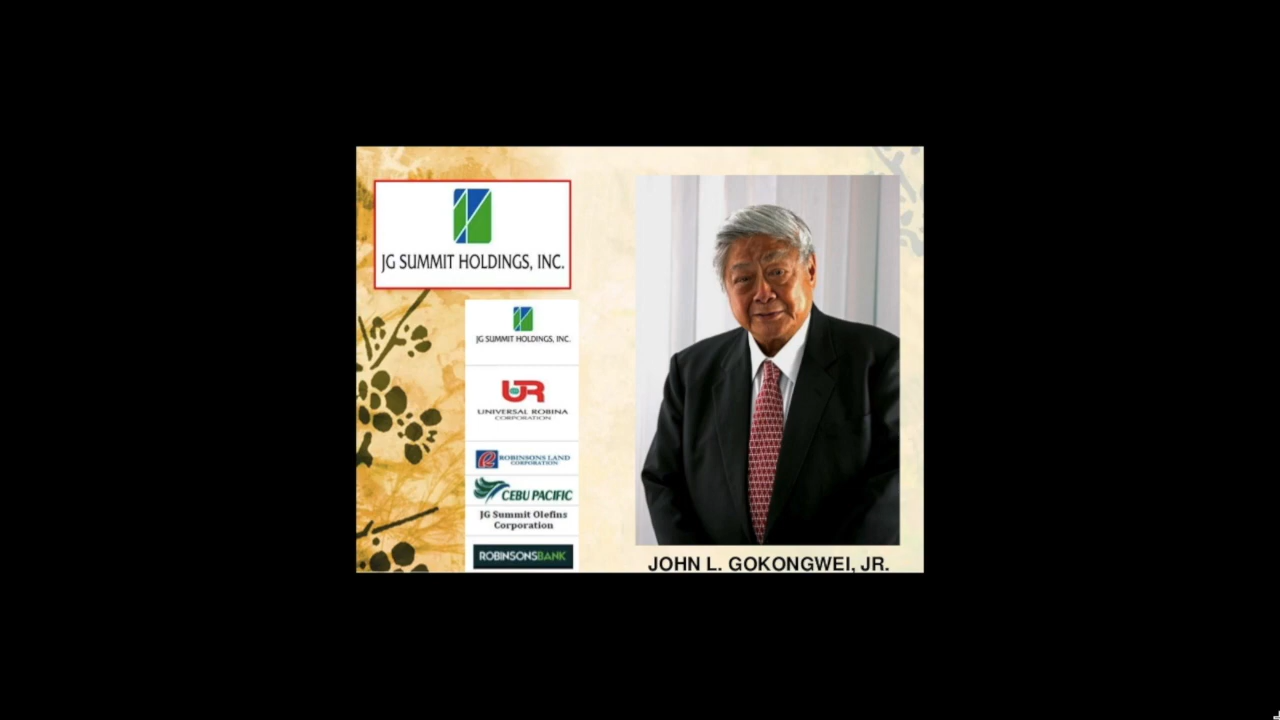 JG SUMMIT HOLDINGS, INC.
JG SUMMIT HOLDINGS, INC.
UR
UNIVERSAL ROBINA
CORPORATION
ROBINSONS LAND
CORPORATION
CEBU PACIFIC
JG Summit Olefins
Corporation
ROBINSONSBANK
JOHN L. GOKONGWEI, JR.